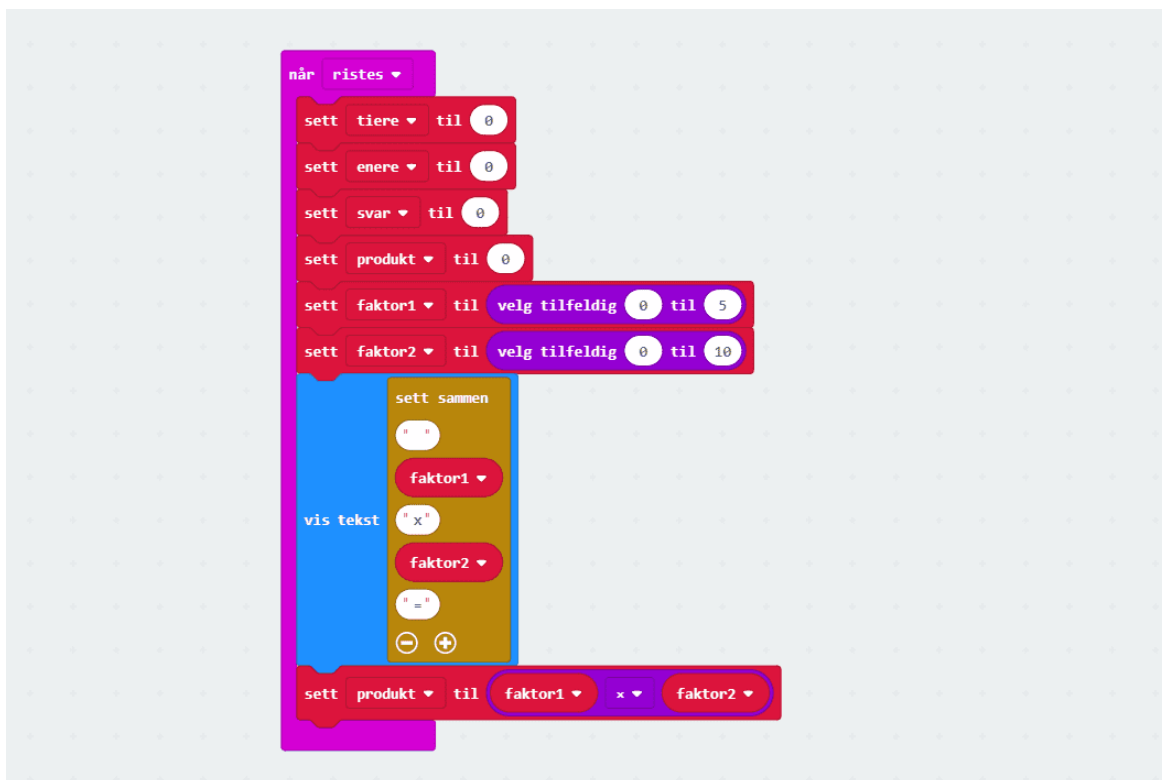 når ristes
sett tiere til 0
sett enere til 0
sett svar til 0
sett produkt til 0
sett faktor1 til velg tilfeldig 0 til 5
sett faktor2 til velg tilfeldig 0 til 10
sett sammen
" "
faktor1
vis tekst "x"
faktor2
"="
sett produkt til faktor1 x faktor2